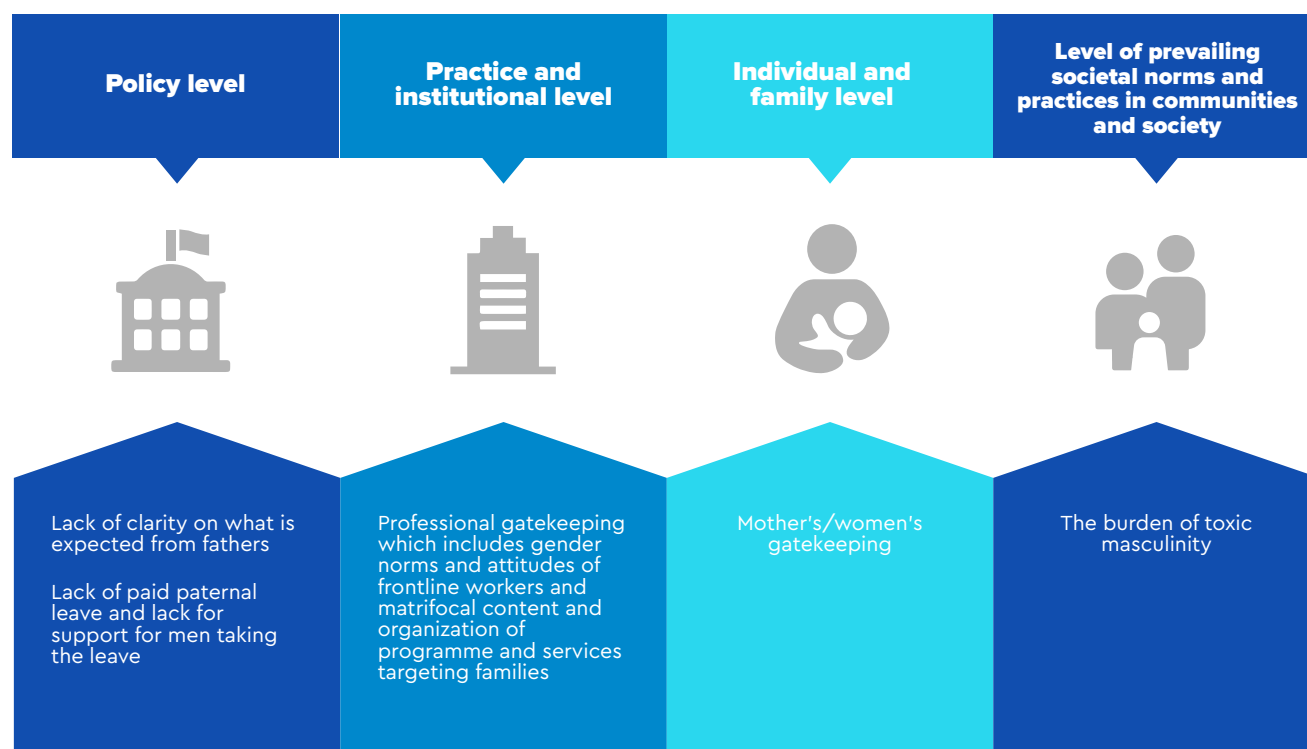 Policy level
Practice and
institutional level
Individual and
family level
Level of prevailing
societal norms and
practices in communities
and society
Lack of clarity on what is
expected from fathers
Lack of paid paternal
leave and lack for
support for men taking
the leave
Professional gatekeeping
which includes gender
norms and attitudes of
frontline workers and
matrifocal content and
organization of
programme and services
targeting families
Mother's/women's
gatekeeping
The burden of toxic
masculinity